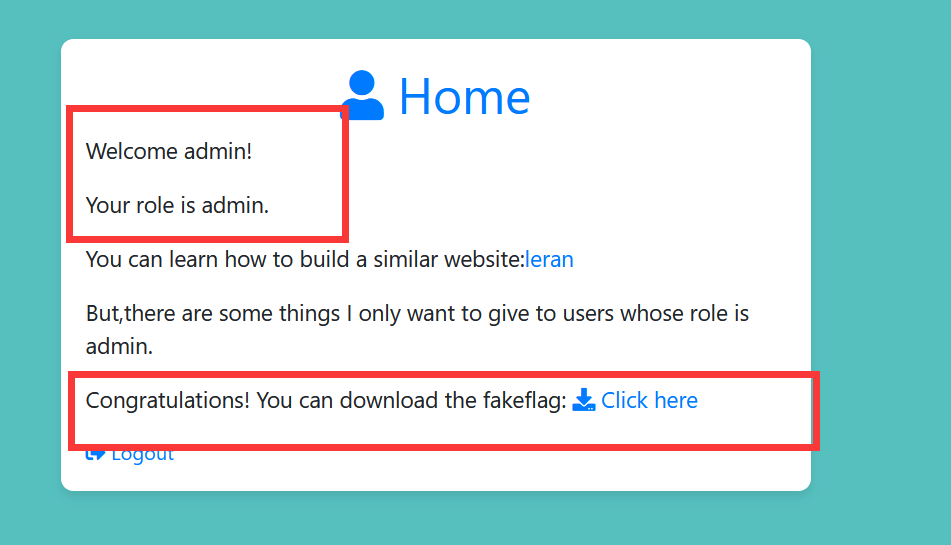 Home
Welcome admin!
Your role is admin.
You can learn how to build a similar website:leran
But,there are some things I only want to give to users whose role is
admin.
Congratulations! You can download the fakeflag: Click here
Logout